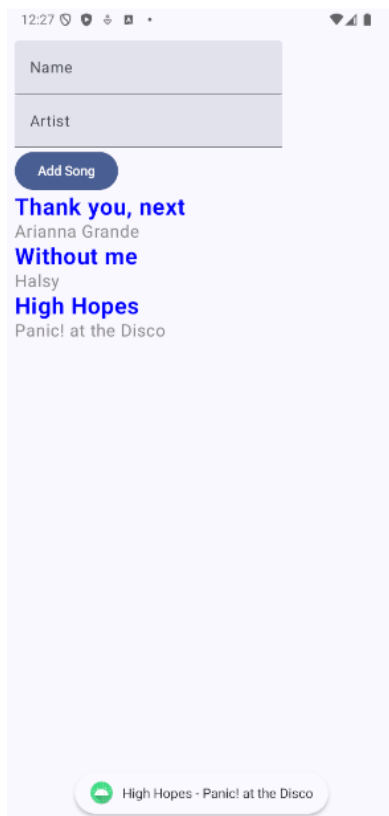 12:27
Name
Artist
Add Song
Thank you, next
Arianna Grande
Without me
Halsy
High Hopes
Panic! at the Disco
High Hopes - Panic! at the Disco